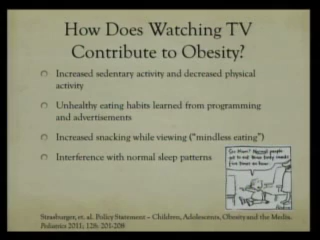 How Does Watching TV
Contribute to Obesity?
Increased sedentary activity and decreased physical
activity
Unhealthy eating habits learned from programming
and advertisements
Increased snacking while viewing ("mindless eating")
Interference with normal sleep patterns
Strasburger, et. al. Policy Statement – Children, Adolescents, Obesity and the Media.
Pediatrics 2011; 128; 201-208